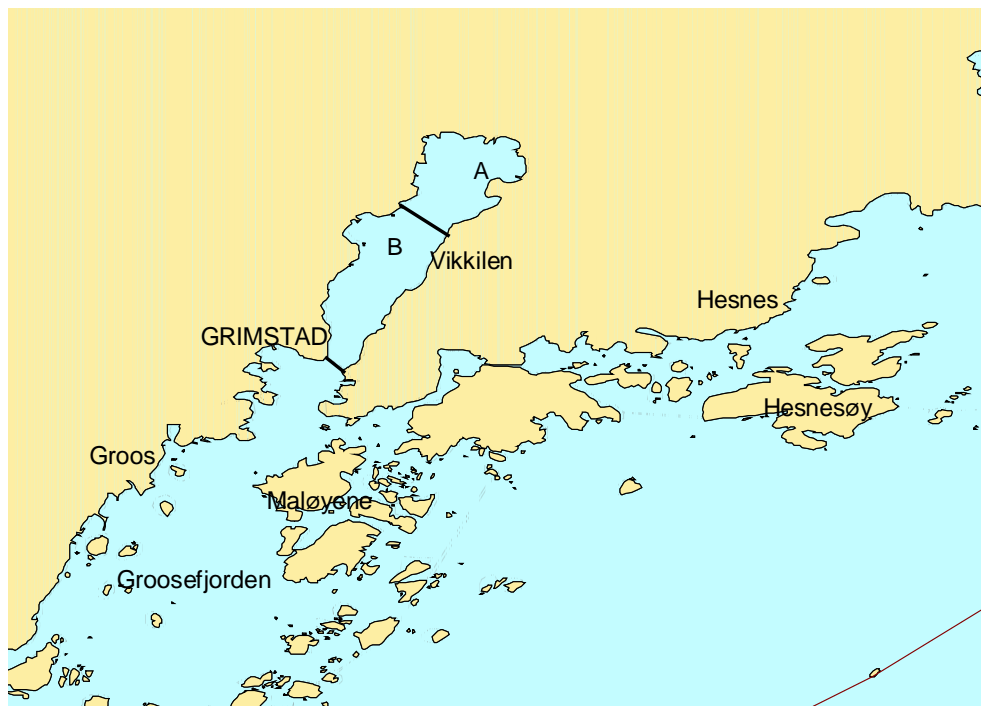 A
B
Vikkilen
Hesnes
GRIMSTAD
Hesnesøy
Groos
Maløyene
Groosefjorden